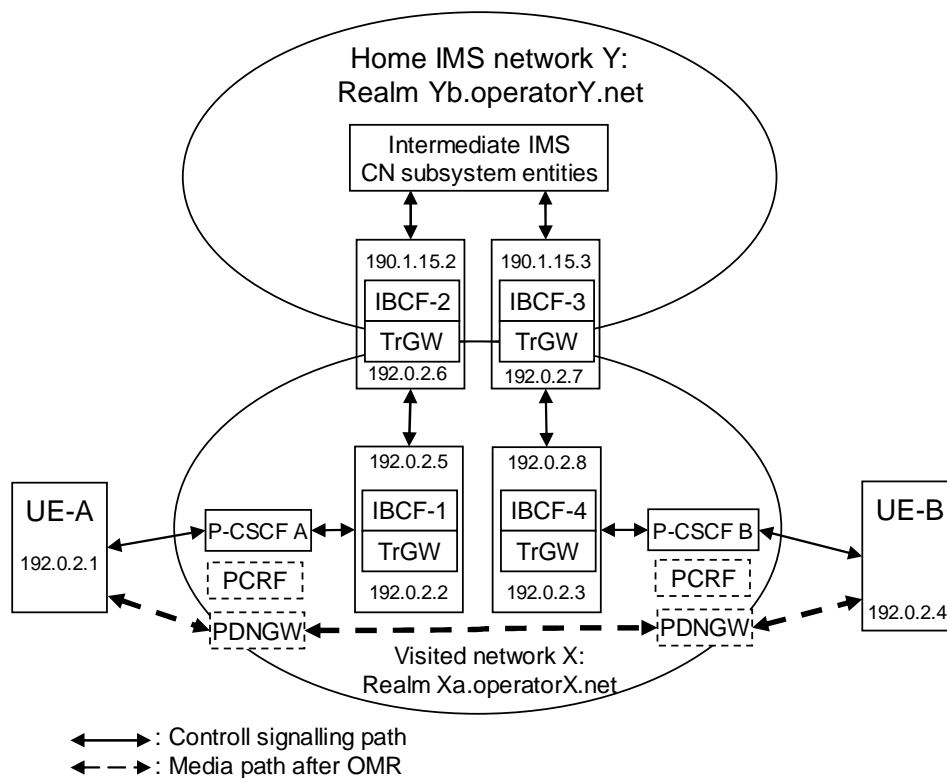 Home IMS network Y:
Realm Yb.operatorY.net
Intermediate IMS
CN subsystem entities
190.1.15.2
190.1.15.3
IBCF-2
IBCF-3
TrGW
TrGW
192.0.2.6
192.0.2.7
192.0.2.5
192.0.2.8
UE-A
UE-B
IBCF-1
IBCF-4
P-CSCF A
P-CSCF B
TrGW
TrGW
192.0.2.1
PCRF
PCRF
192.0.2.2
192.0.2.3
192.0.2.4
PDNGW
PDNGW
Visited network X:
Realm Xa.operatorX.net
: Controll signalling path
: Media path after OMR